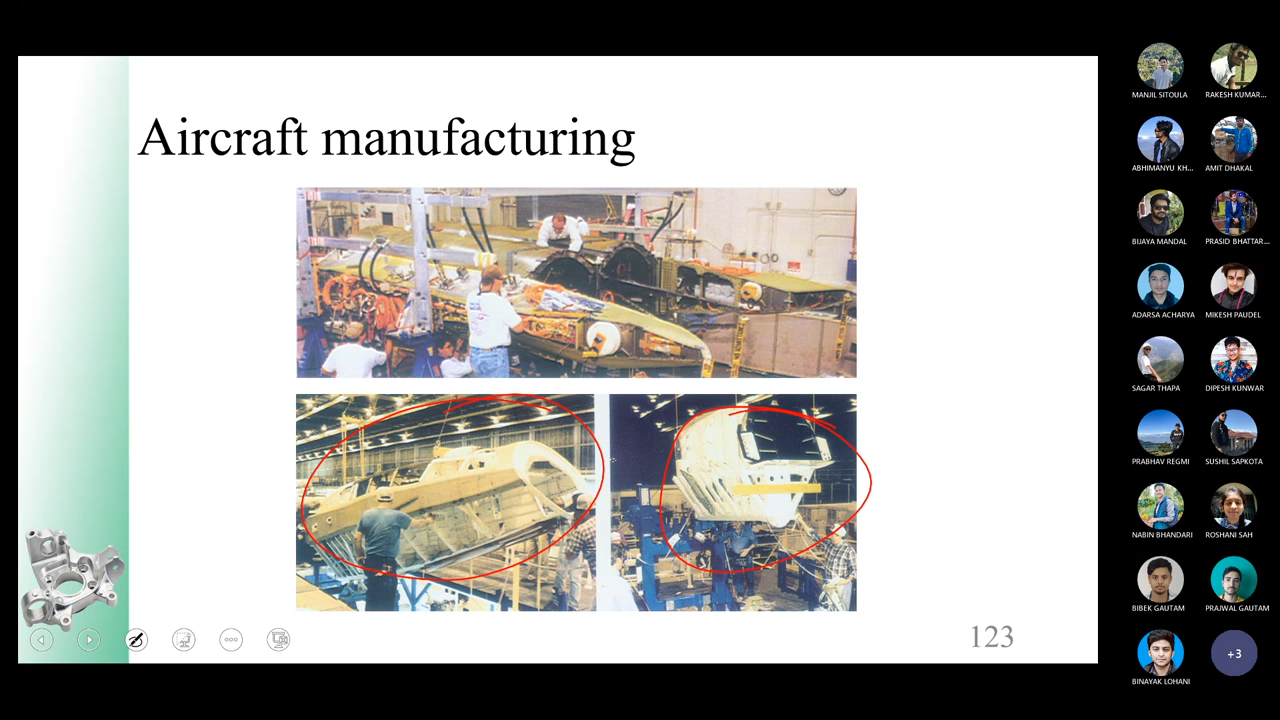 Aircraft manufacturing
123
MANJIL SITOULA
RAKESH KUMAR...
ABHIMANYU KH...
AMIT DHAKAL
BIJAYA MANDAL
PRASID BHATTAR...
ADARSA ACHARYA
MIKESH PAUDEL
SAGAR THAPA
DIPESH KUNWAR
PRABHAV REGMI
SUSHIL SAPKOTA
NABIN BHANDARI
ROSHANI SAH
BIBEK GAUTAM
PRAJWAL GAUTAM
BINAYAK LOHANI
+3